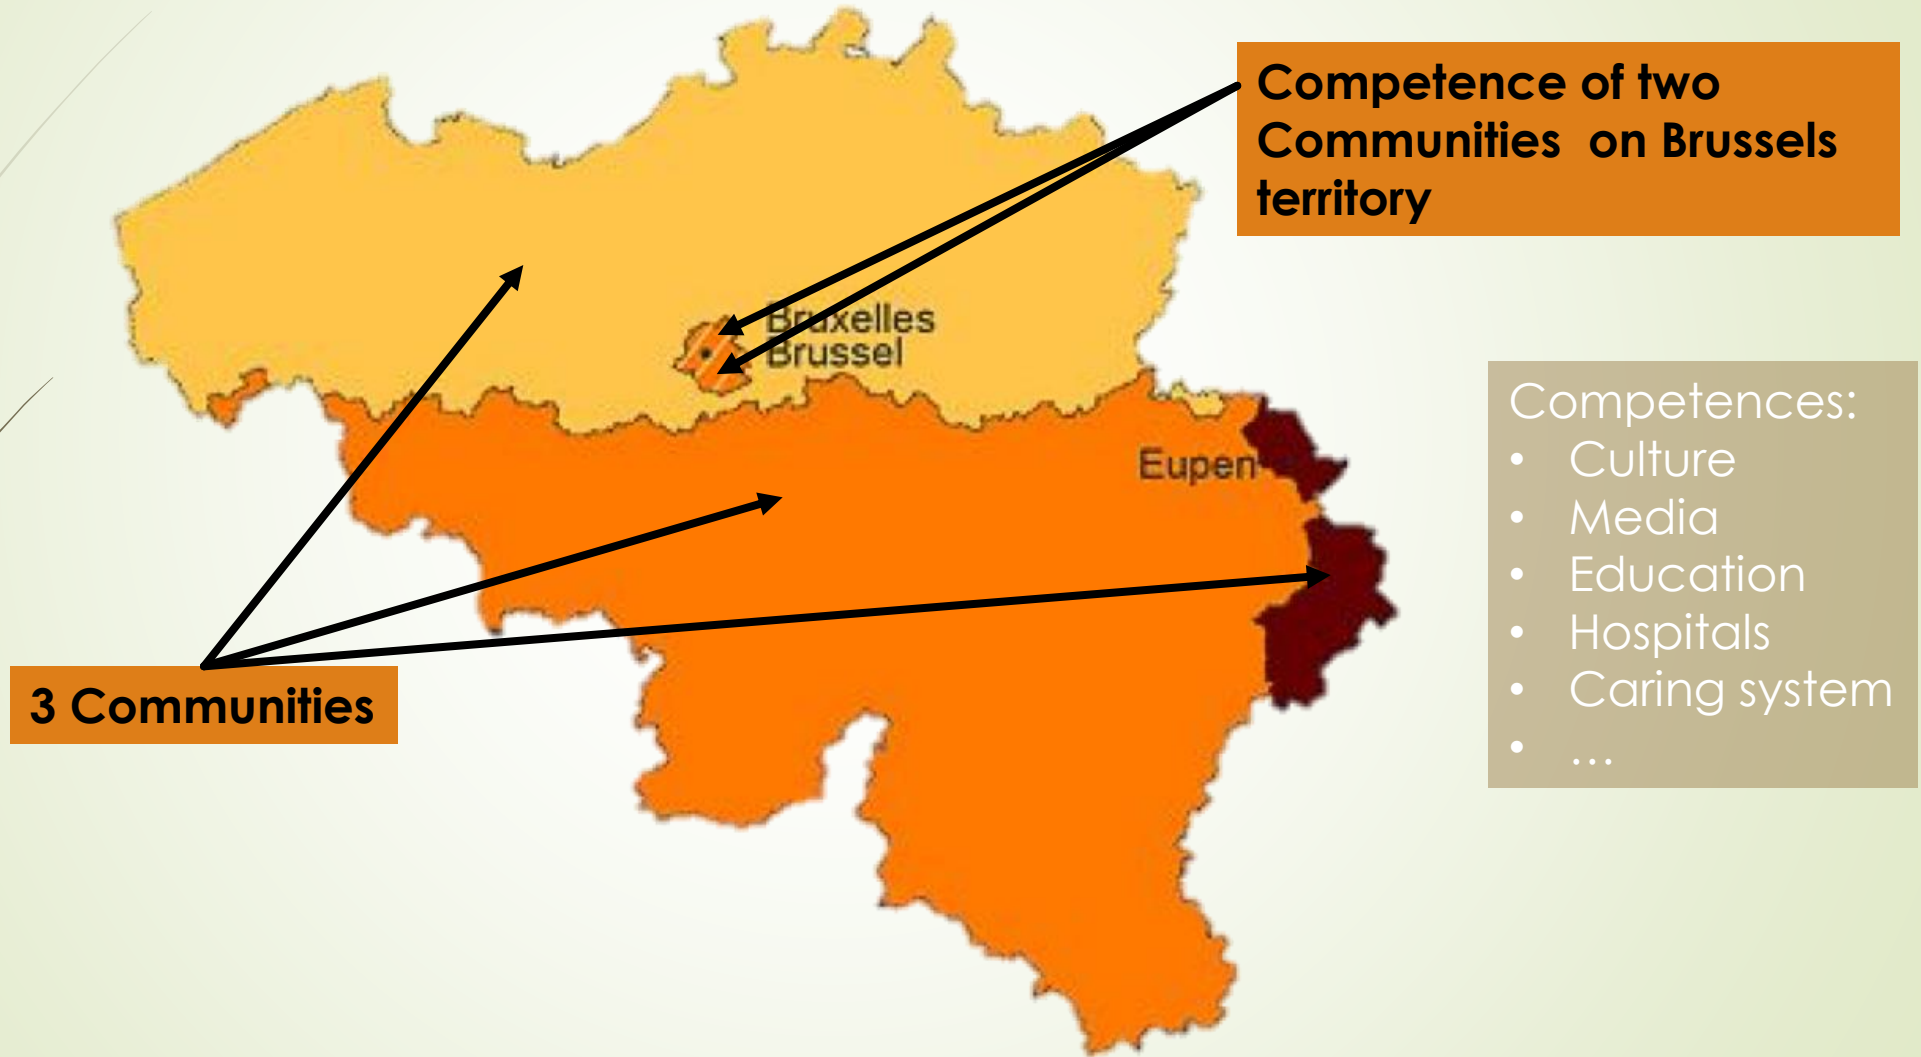 Competence of two
Communities on Brussels
territory
Bruxelles
Brussel
Eupen
Competences:
• Culture
• Media
• Education
• Hospitals
• Caring system
• …
3 Communities